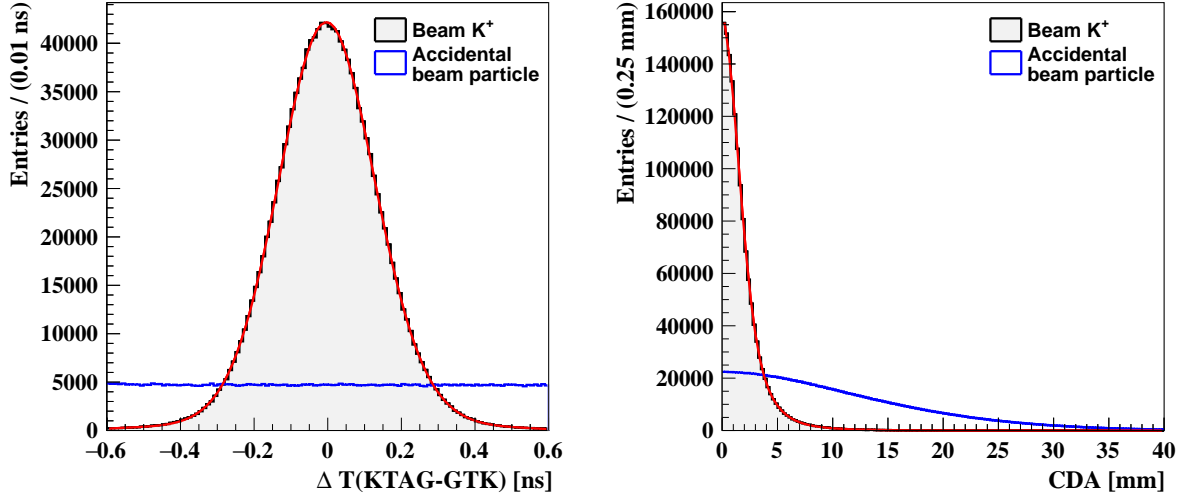 Entries / (0.01 ns)
40000
35000
30000
25000
20000
15000
10000
5000
0
−0.6 −0.4 −0.2 0 0.2 0.4 0.6
Δ T(KTAG-GTK) [ns]
Beam K+
Accidental
beam particle
Entries / (0.25 mm)
160000
140000
120000
100000
80000
60000
40000
20000
0
0 5 10 15 20 25 30 35 40
CDA [mm]
Beam K+
Accidental
beam particle